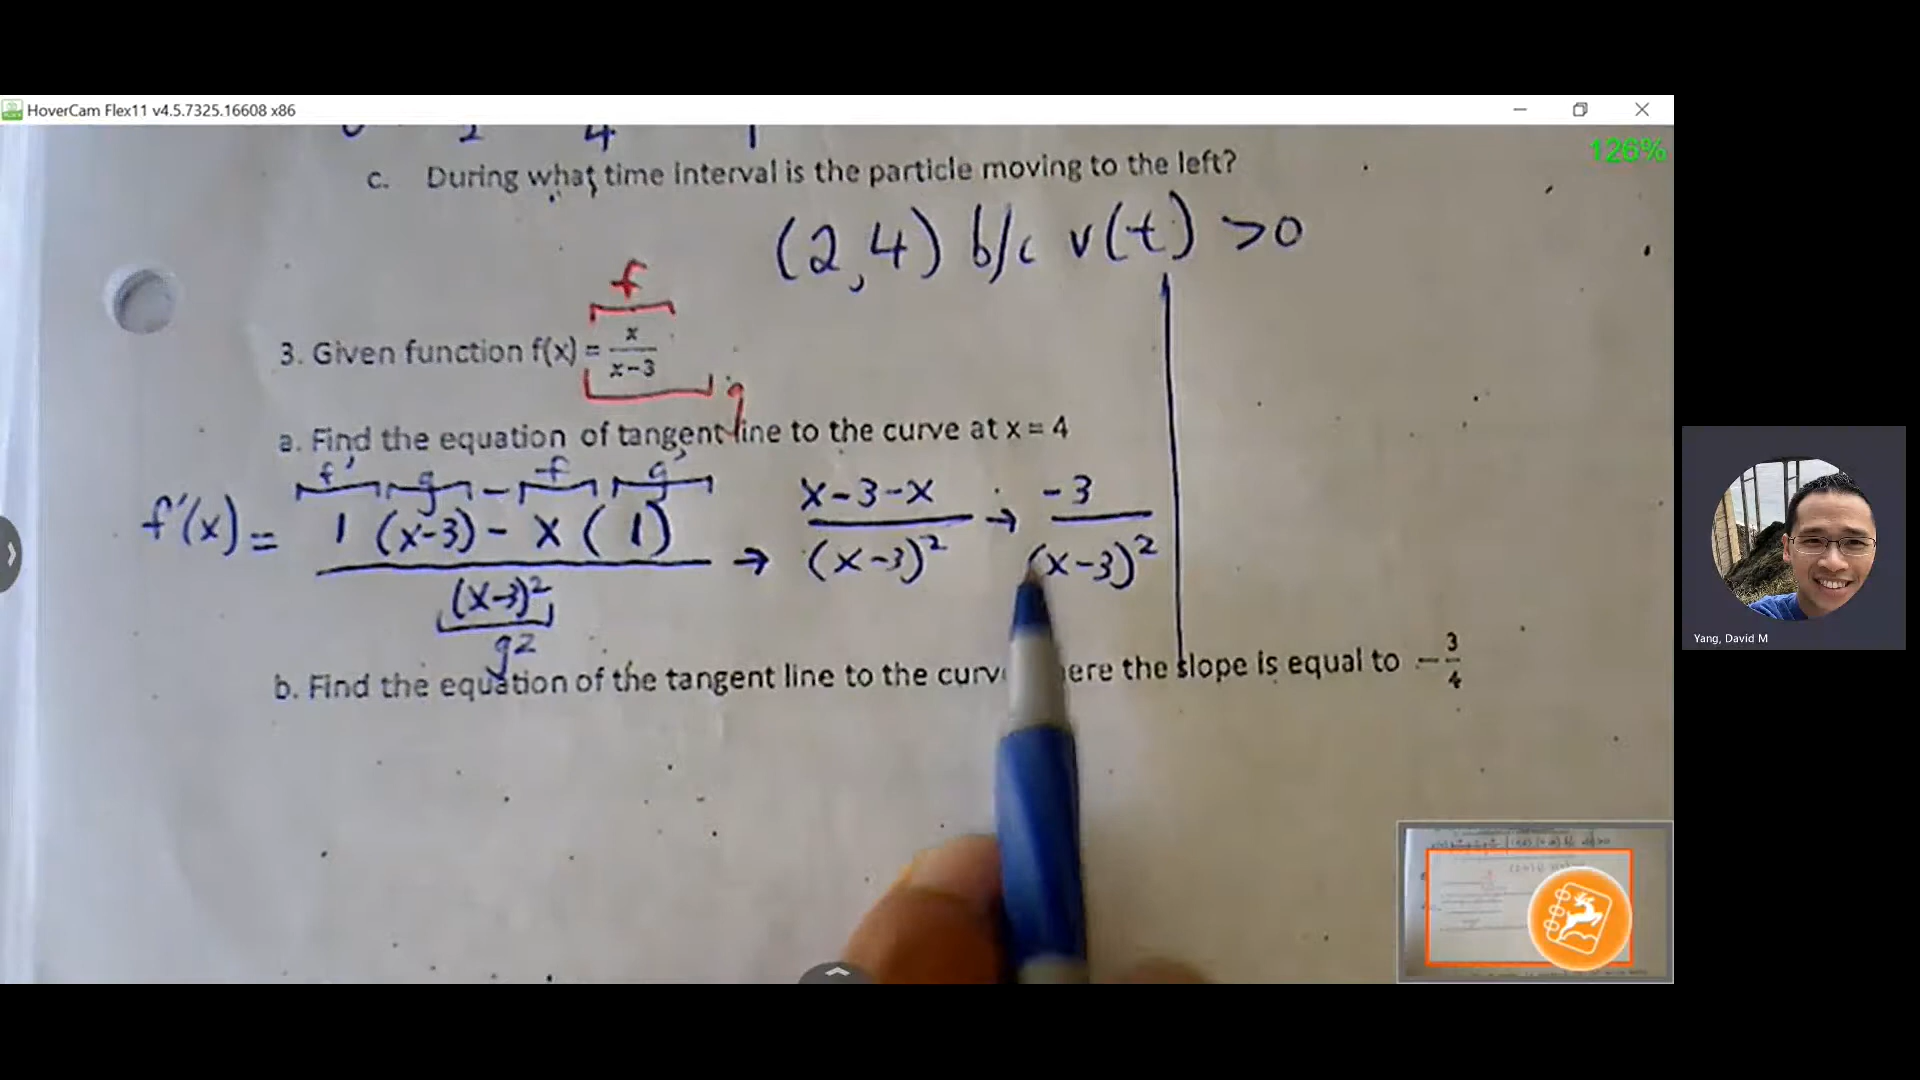 HoverCam Flex11 v4.5.7325.16608 x86
126%
2 4 1
c. During what time interval is the particle moving to the left?
(2,4) b/c v(t) >0
f
3. Given function f(x) = x/x-3
g
a. Find the equation of tangent line to the curve at x = 4
f' g - f g'
f'(x) = 1 (x-3) - x (1) / (x-3)² → x-3-x / (x-3)² → -3 / (x-3)²
g²
b. Find the equation of the tangent line to the curv ere the slope is equal to -3/4
Yang, David M